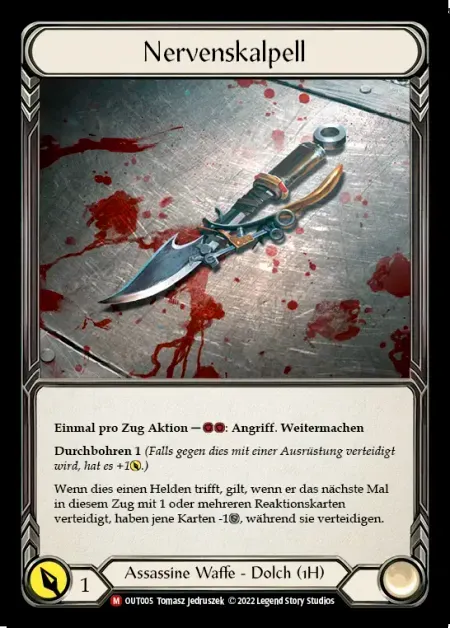 Nervenskalpell
Einmal pro Zug Aktion — : Angriff. Weitermachen
Durchbohren 1 (Falls gegen dies mit einer Ausrüstung verteidigt
wird, hat es +1.)
Wenn dies einen Helden trifft, gilt, wenn er das nächste Mal
in diesem Zug mit 1 oder mehreren Reaktionskarten
verteidigt, haben jene Karten -1, während sie verteidigen.
1
Assassine Waffe - Dolch (1H)
M OUT005 Tomasz Jedruszek © 2022 Legend Story Studios